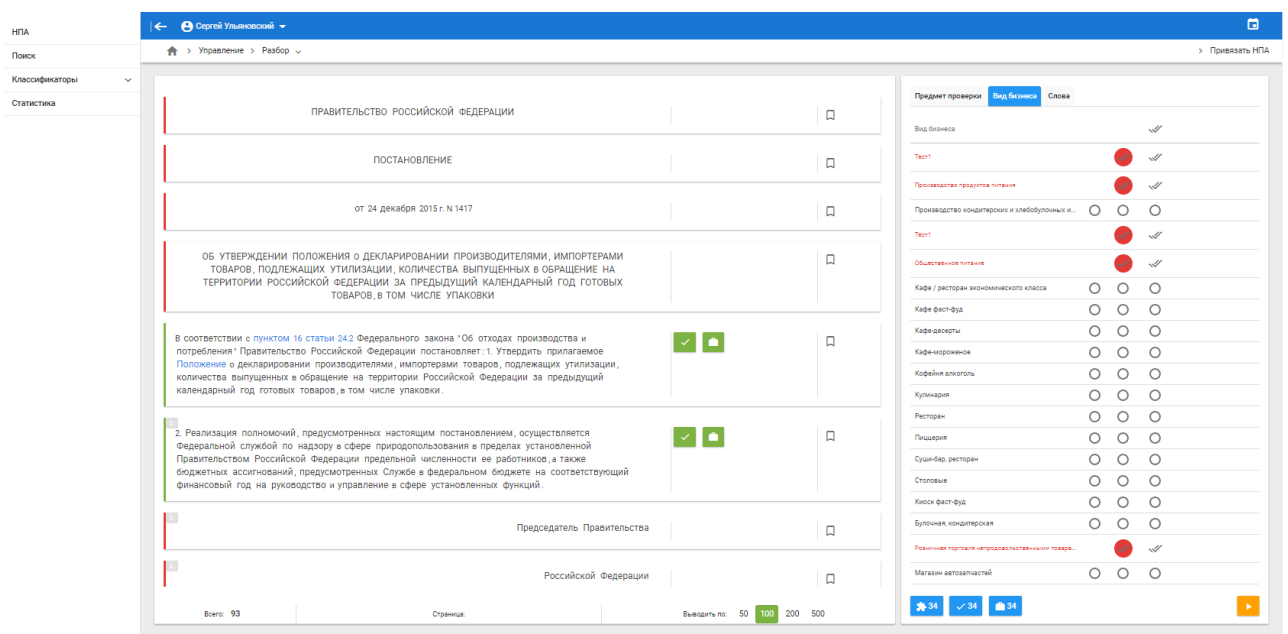 НПА
Поиск
Классификаторы
Статистика
Сергей Ульяновский
Управление > Разбор
> Привязать НПА
ПРАВИТЕЛЬСТВО РОССИЙСКОЙ ФЕДЕРАЦИИ
ПОСТАНОВЛЕНИЕ
от 24 декабря 2015 г. N 1417
ОБ УТВЕРЖДЕНИИ ПОЛОЖЕНИЯ О ДЕКЛАРИРОВАНИИ ПРОИЗВОДИТЕЛЯМИ, ИМПОРТЕРАМИ
ТОВАРОВ, ПОДЛЕЖАЩИХ УТИЛИЗАЦИИ, КОЛИЧЕСТВА ВЫПУЩЕННЫХ В ОБРАЩЕНИЕ НА
ТЕРРИТОРИИ РОССИЙСКОЙ ФЕДЕРАЦИИ ЗА ПРЕДЫДУЩИЙ КАЛЕНДАРНЫЙ ГОД ГОТОВЫХ
ТОВАРОВ, В ТОМ ЧИСЛЕ УПАКОВКИ
В соответствии с пунктом 16 статьи 24.2 Федерального закона "Об отходах производства и
потребления" Правительство Российской Федерации постановляет: 1. Утвердить прилагаемое
Положение о декларировании производителями, импортерами товаров, подлежащих утилизации,
количества выпущенных в обращение на территории Российской Федерации за предыдущий
календарный год готовых товаров, в том числе упаковки.
2. Реализация полномочий, предусмотренных настоящим постановлением, осуществляется
Федеральной службой по надзору в сфере природопользования в пределах установленной
Правительством Российской Федерации предельной численности ее работников, а также
бюджетных ассигнований, предусмотренных Службе в федеральном бюджете на соответствующий
финансовый год на руководство и управление в сфере установленных функций.
Председатель Правительства
Российской Федерации
Всего: 93
Страница:
Выводить по: 50 100 200 500
Предмет проверки Вид бизнеса Слова
Вид бизнеса
Тест1
Производство продуктов питания
Производство кондитерских и хлебобулочных и...
Тест1
Общественное питание
Кафе / ресторан экономического класса
Кафе фаст-фуд
Кафе-десерты
Кафе-мороженое
Кофейня алкоголь
Кулинария
Ресторан
Пиццерия
Суши-бар, ресторан
Столовые
Киоск фаст-фуд
Булочная, кондитерская
Розничная торговля непродовольственными товара...
Магазин автозапчастей
34 34 34